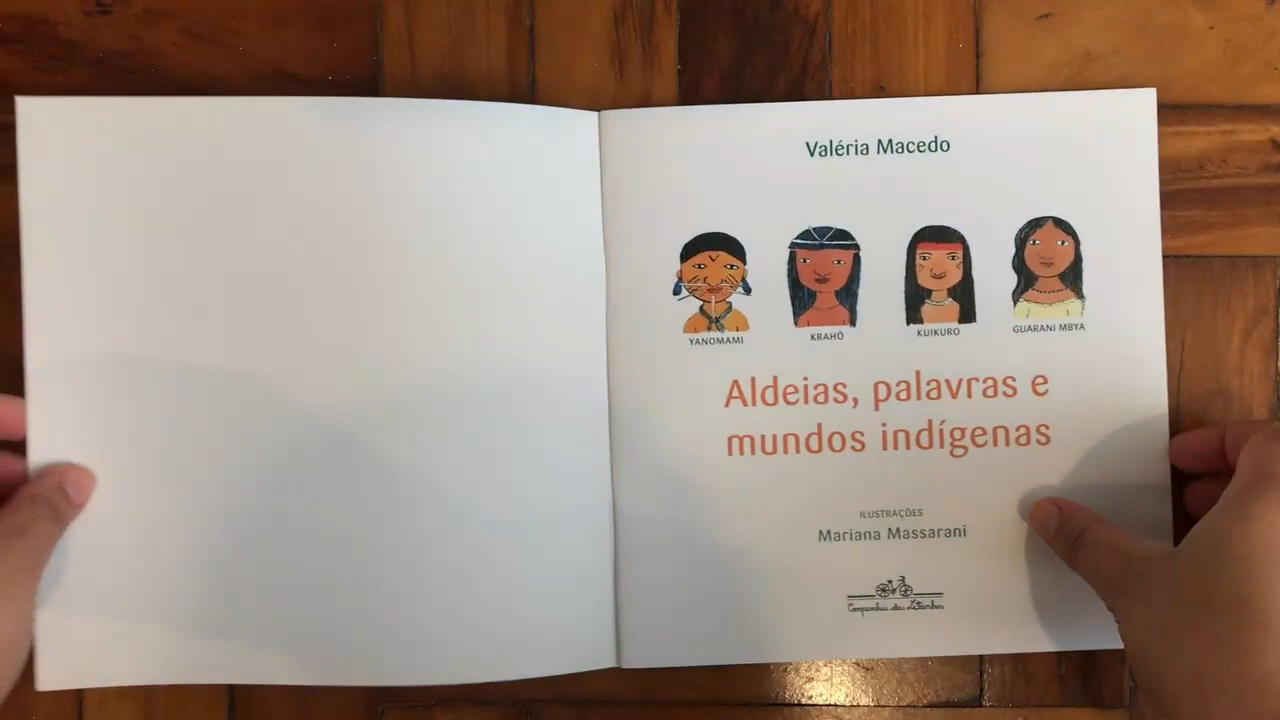 Valéria Macedo
YANOMAMI
KRAHÔ
KUIKURO
GUARANI MBYA
Aldeias, palavras e
mundos indígenas
ILUSTRAÇÕES
Mariana Massarani
Companhia das Letrinhas